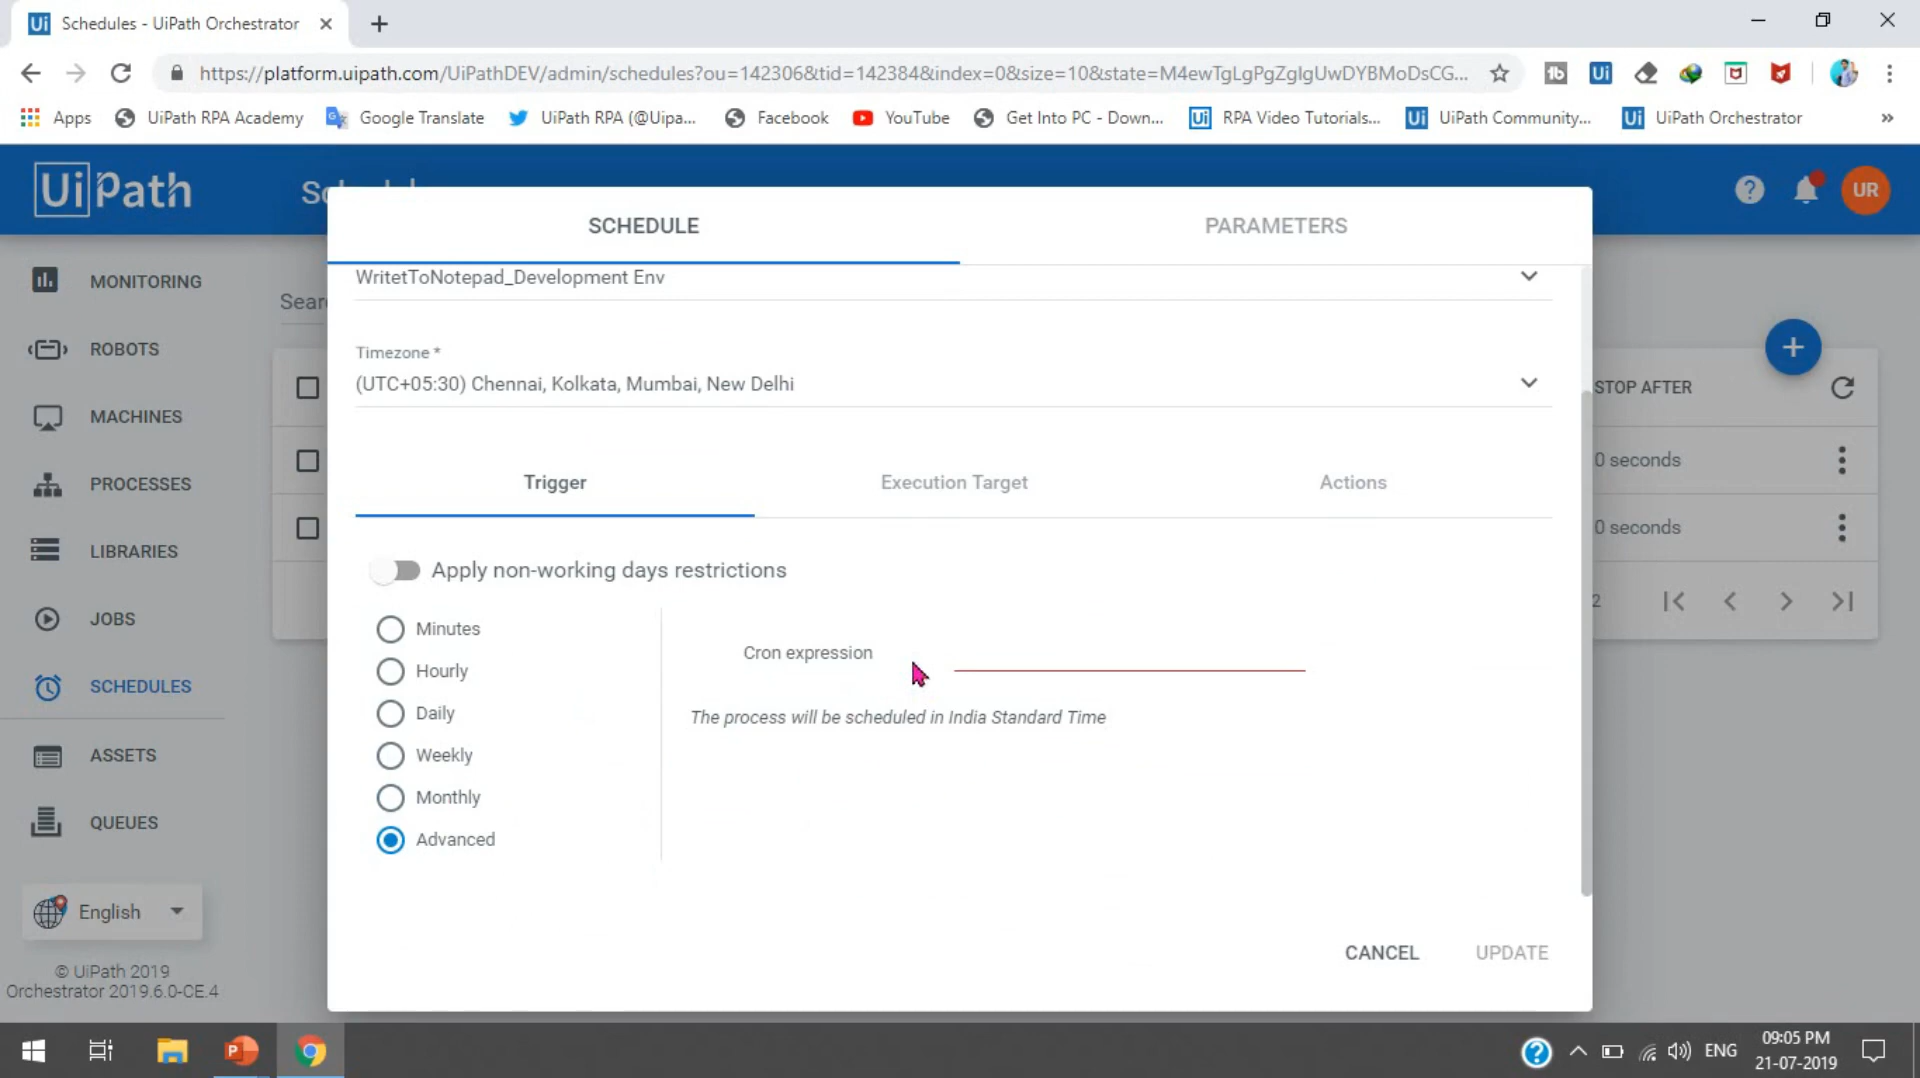 Ui Schedules - UiPath Orchestrator
https://platform.uipath.com/UiPathDEV/admin/schedules?ou=142306&tid=142384&index=0&size=10&state=M4ewTgLgPgZgIgUwDYBMoDsCG...
Apps UiPath RPA Academy Google Translate UiPath RPA (@Uipa... Facebook YouTube Get Into PC - Down... RPA Video Tutorials... UiPath Community... UiPath Orchestrator »
UiPath
UR
SCHEDULE PARAMETERS
MONITORING
WritetToNotepad_Development Env
ROBOTS
Timezone *
(UTC+05:30) Chennai, Kolkata, Mumbai, New Delhi
STOP AFTER
MACHINES
0 seconds
PROCESSES
Trigger Execution Target Actions
0 seconds
LIBRARIES
Apply non-working days restrictions
2
JOBS
Minutes
Cron expression
Hourly
SCHEDULES
Daily
The process will be scheduled in India Standard Time
Weekly
ASSETS
Monthly
QUEUES
Advanced
English
CANCEL UPDATE
© UiPath 2019
Orchestrator 2019.6.0-CE.4
ENG
09:05 PM
21-07-2019